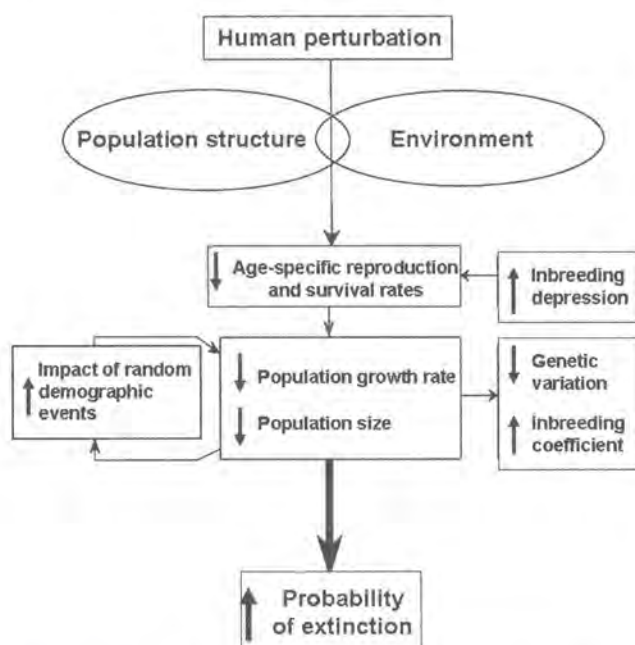 Human perturbation
Population structure
Environment
Age-specific reproduction
and survival rates
Inbreeding
depression
Impact of random
demographic
events
Population growth rate
Population size
Genetic
variation
Inbreeding
coefficient
Probability
of extinction